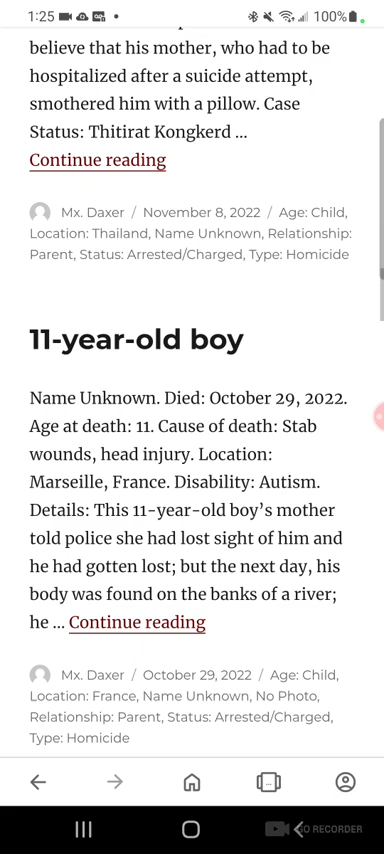 1:25 100%
believe that his mother, who had to be
hospitalized after a suicide attempt,
smothered him with a pillow. Case
Status: Thitirat Kongkerd ...
Continue reading
Mx. Daxer / November 8, 2022 / Age: Child,
Location: Thailand, Name Unknown, Relationship:
Parent, Status: Arrested/Charged, Type: Homicide
11-year-old boy
Name Unknown. Died: October 29, 2022.
Age at death: 11. Cause of death: Stab
wounds, head injury. Location:
Marseille, France. Disability: Autism.
Details: This 11-year-old boy’s mother
told police she had lost sight of him and
he had gotten lost; but the next day, his
body was found on the banks of a river;
he ... Continue reading
Mx. Daxer / October 29, 2022 / Age: Child,
Location: France, Name Unknown, No Photo,
Relationship: Parent, Status: Arrested/Charged,
Type: Homicide
GO RECORDER